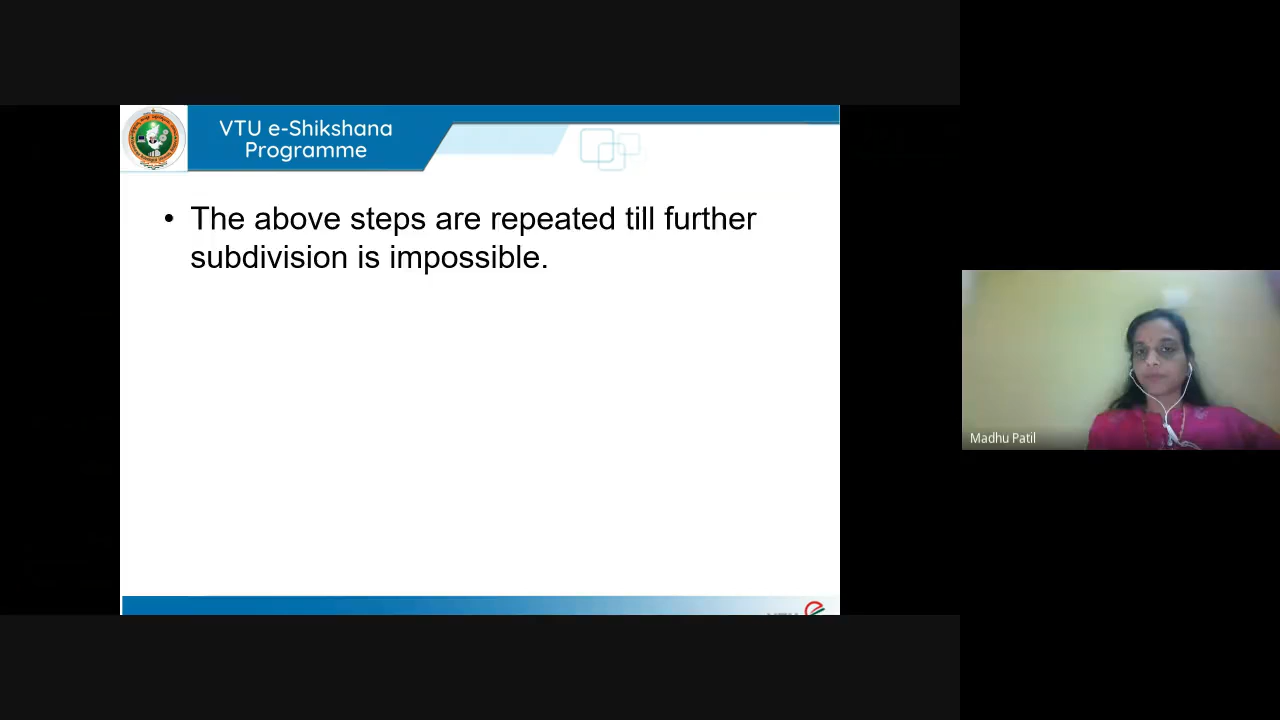 VTU e-Shikshana
Programme
• The above steps are repeated till further
subdivision is impossible.
Madhu Patil